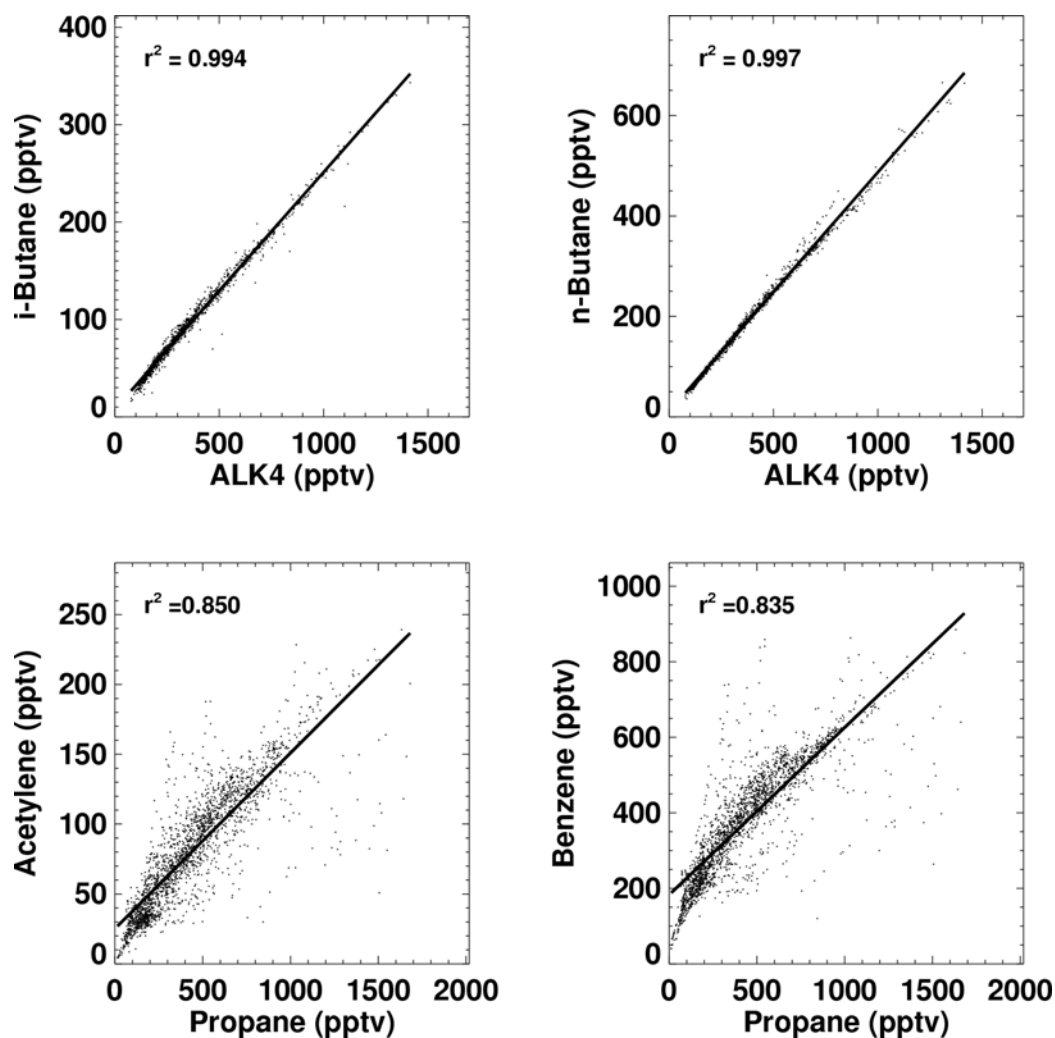 r² = 0.994
400
300
200
100
0
i-Butane (pptv)
0 500 1000 1500
ALK4 (pptv)
r² = 0.997
600
400
200
0
n-Butane (pptv)
0 500 1000 1500
ALK4 (pptv)
r² =0.850
250
200
150
100
50
0
Acetylene (pptv)
0 500 1000 1500 2000
Propane (pptv)
r² =0.835
1000
800
600
400
200
0
Benzene (pptv)
0 500 1000 1500 2000
Propane (pptv)